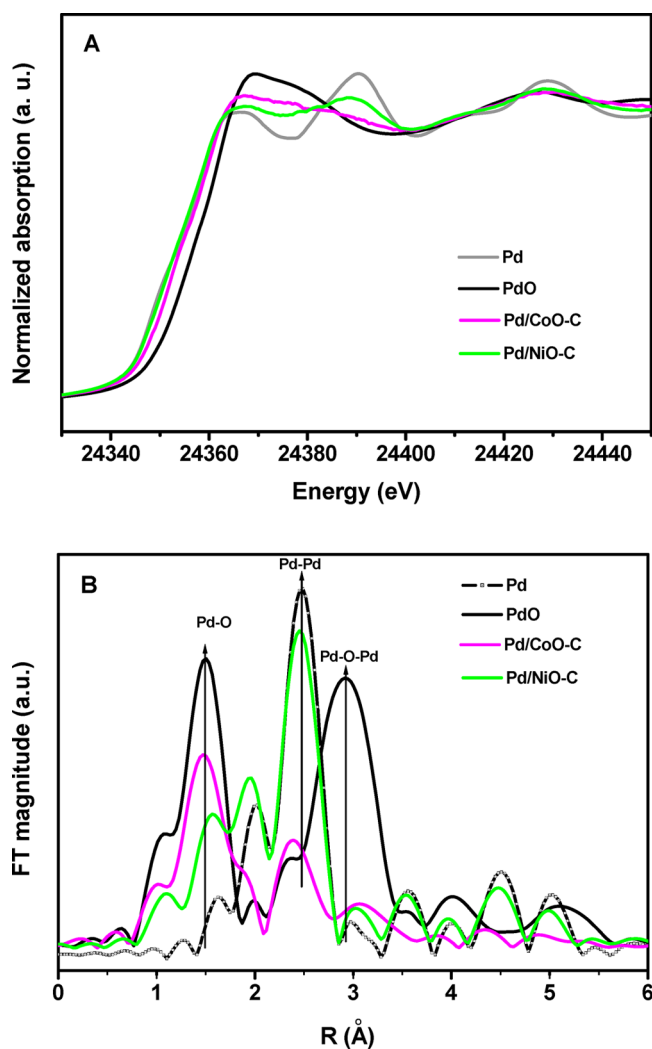 A
Normalized absorption (a. u.)
Pd
PdO
Pd/CoO-C
Pd/NiO-C
24340 24360 24380 24400 24420 24440
Energy (eV)
B
Pd-Pd
Pd-O
Pd-O-Pd
Pd
PdO
Pd/CoO-C
Pd/NiO-C
FT magnitude (a.u.)
0 1 2 3 4 5 6
R (Å)